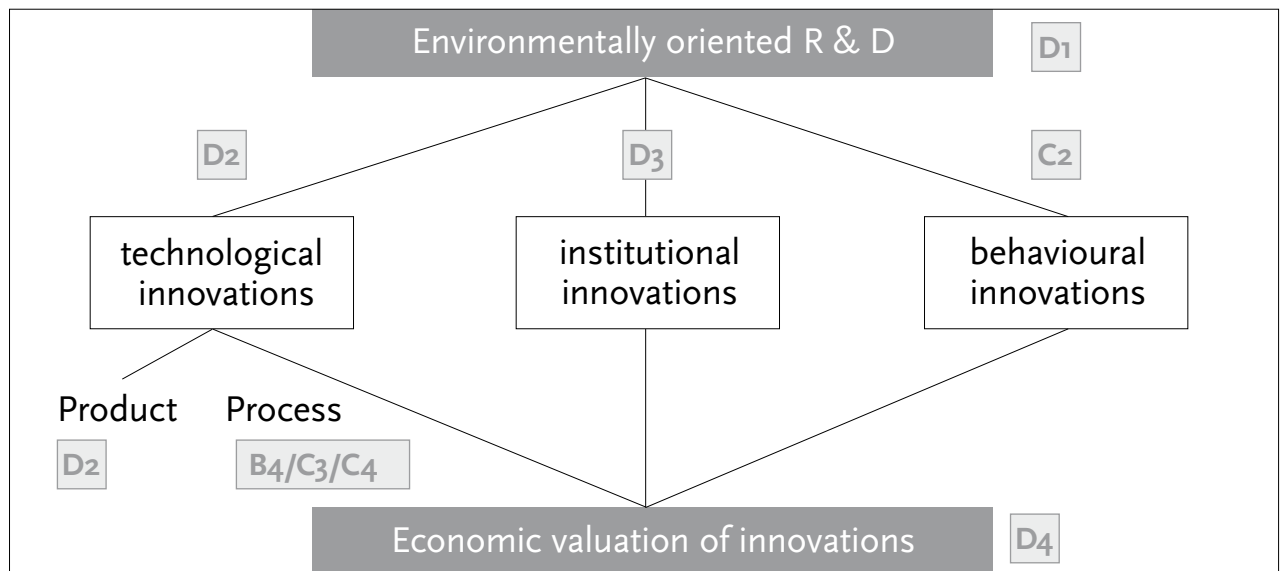 Environmentally oriented R & D
D1
D2
D3
C2
technological
innovations
institutional
innovations
behavioural
innovations
Product
Process
D2
B4/C3/C4
Economic valuation of innovations
D4